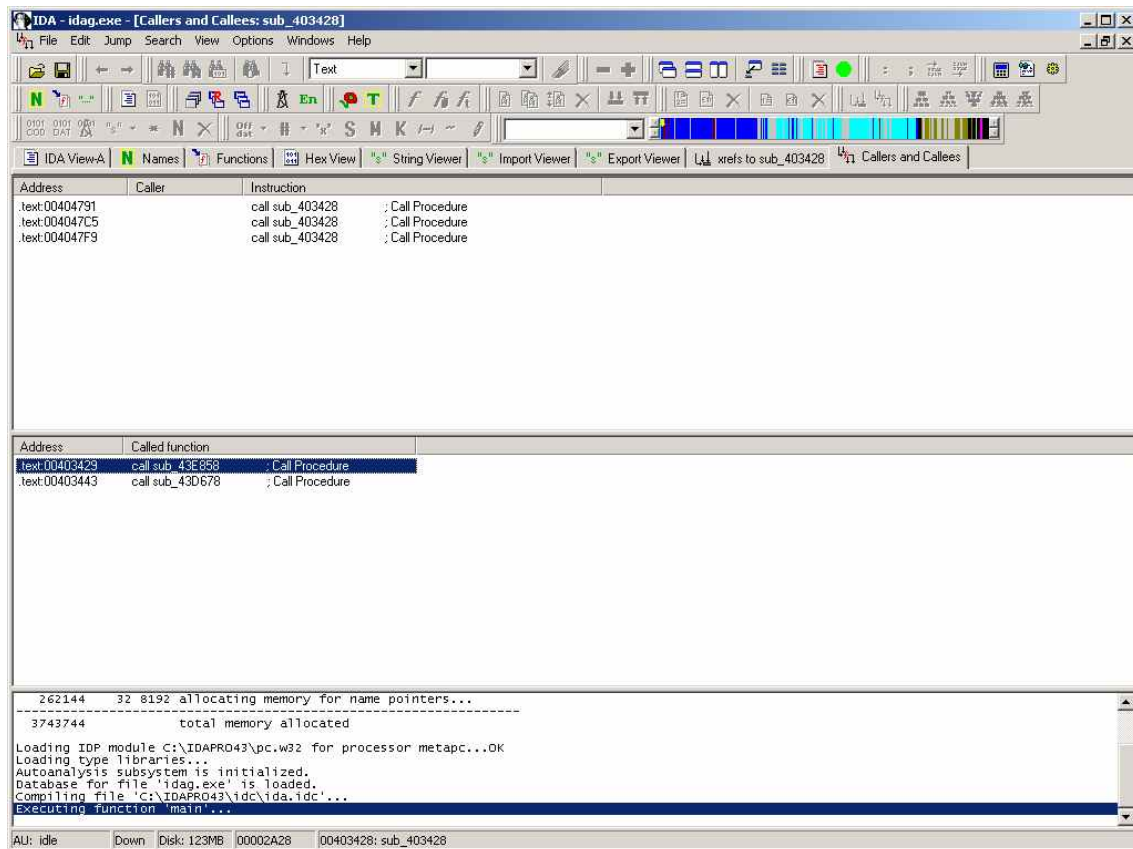 IDA - idag.exe - [Callers and Callees: sub_403428]
File Edit Jump Search View Options Windows Help
Text
N En T f
0101 0101 Off
COD DAT "s" * N dat # 'x' S M K
IDA View-A N Names Functions Hex View "s" String Viewer "s" Import Viewer "s" Export Viewer xrefs to sub_403428 Callers and Callees
Address Caller Instruction
.text:00404791 call sub_403428 ; Call Procedure
.text:004047C5 call sub_403428 ; Call Procedure
.text:004047F9 call sub_403428 ; Call Procedure
Address Called function
.text:00403429 call sub_43E858 ; Call Procedure
.text:00403443 call sub_43D678 ; Call Procedure
262144 32 8192 allocating memory for name pointers...
-----------------------------------------------------------------
3743744 total memory allocated
Loading IDP module C:\IDAPRO43\pc.w32 for processor metapc...OK
Loading type libraries...
Autoanalysis subsystem is initialized.
Database for file 'idag.exe' is loaded.
Compiling file 'C:\IDAPRO43\idc\ida.idc'...
Executing function 'main'...
AU: idle Down Disk: 123MB 00002A28 00403428: sub_403428